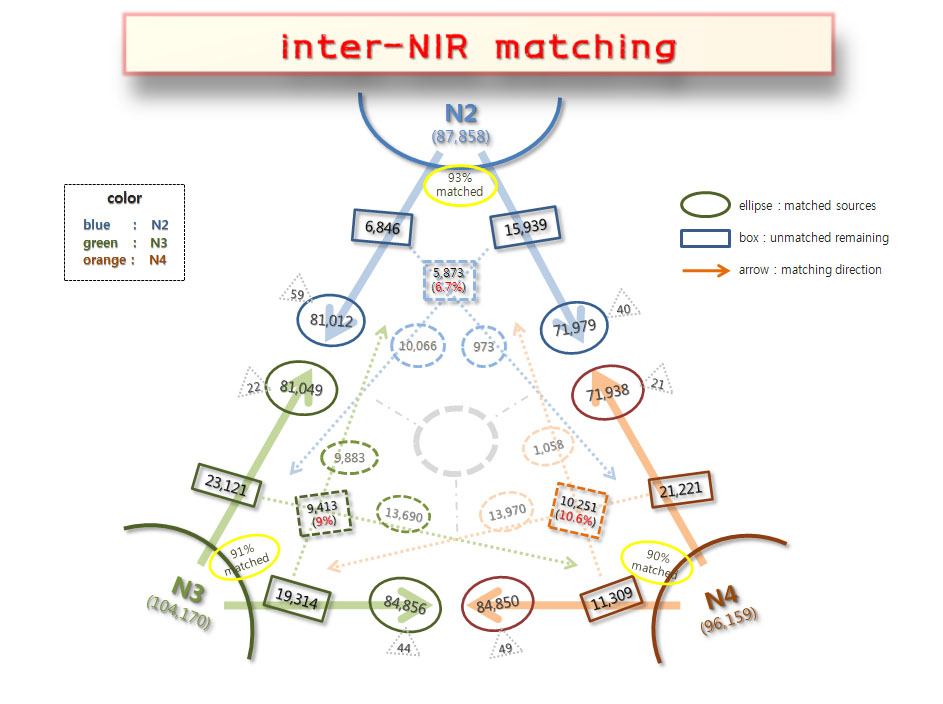 inter-NIR matching
N2
(87,858)
93%
matched
color
blue : N2
green : N3
orange : N4
ellipse : matched sources
box : unmatched remaining
arrow : matching direction
6,846
15,939
5,873
(6.7%)
59
81,012
71,979
40
10,066
973
22
81,049
71,938
21
9,883
1,058
23,121
9,413
(9%)
13,690
13,970
10,251
(10.6%)
21,221
91%
matched
90%
matched
N3
(104,170)
19,314
84,856
84,850
11,309
N4
(96,159)
44
49